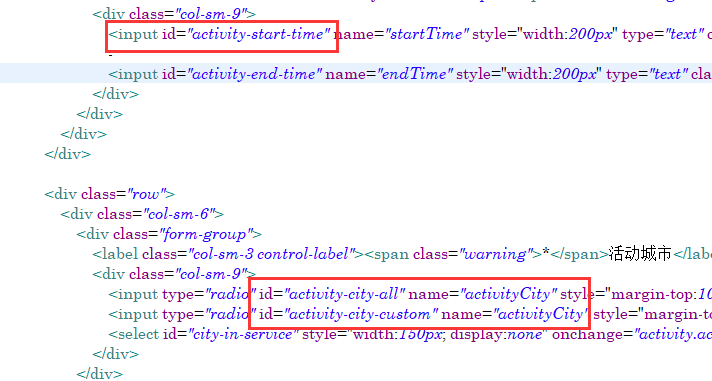 <div class="col-sm-9">
<input id="activity-start-time" name="startTime" style="width:200px" type="text" c
-
<input id="activity-end-time" name="endTime" style="width:200px" type="text" clas
</div>
</div>
</div>
</div>
<div class="row">
<div class="col-sm-6">
<div class="form-group">
<label class="col-sm-3 control-label"><span class="warning">*</span>活动城市</lab
<div class="col-sm-9">
<input type="radio" id="activity-city-all" name="activityCity" style="margin-top:10
<input type="radio" id="activity-city-custom" name="activityCity" style="margin-to
<select id="city-in-service" style="width:150px; display:none" onchange="activity.ac
</div>
</div>